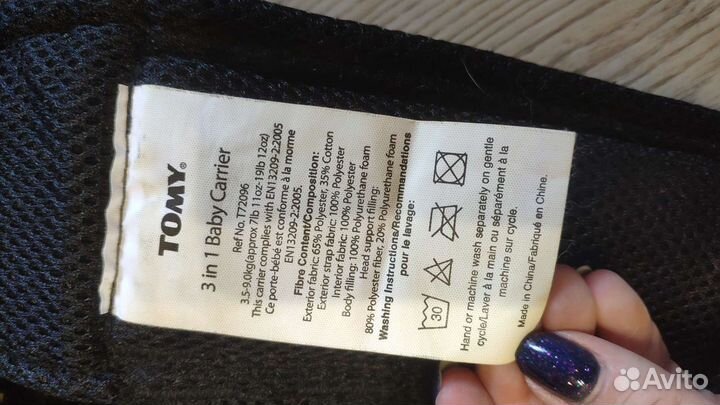 TOMY®
3 in 1 Baby Carrier
Ref No. T72096
3.5-9.0kg(approx 7lb 11oz-19lb 12oz)
This carrier complies with EN13209-2:2005
Ce porte-bébé est conforme à la morme
EN13209-2:2005.
Fibre Content/Composition:
Exterior fabric: 65% Polyester, 35% Cotton
Exterior strap fabric: 100% Polyester
Interior fabric: 100% Polyester
Body filling: 100% Polyurethane foam
Head support filling:
80% Polyester fiber, 20% Polyurethane foam
Washing Instructions/Recommandations
pour le lavage:
30
Hand or machine wash separately on gentle
cycle/Laver à la main ou séparément à la
machine sur cycle.
Made in China/Fabriqué en China.
Avito